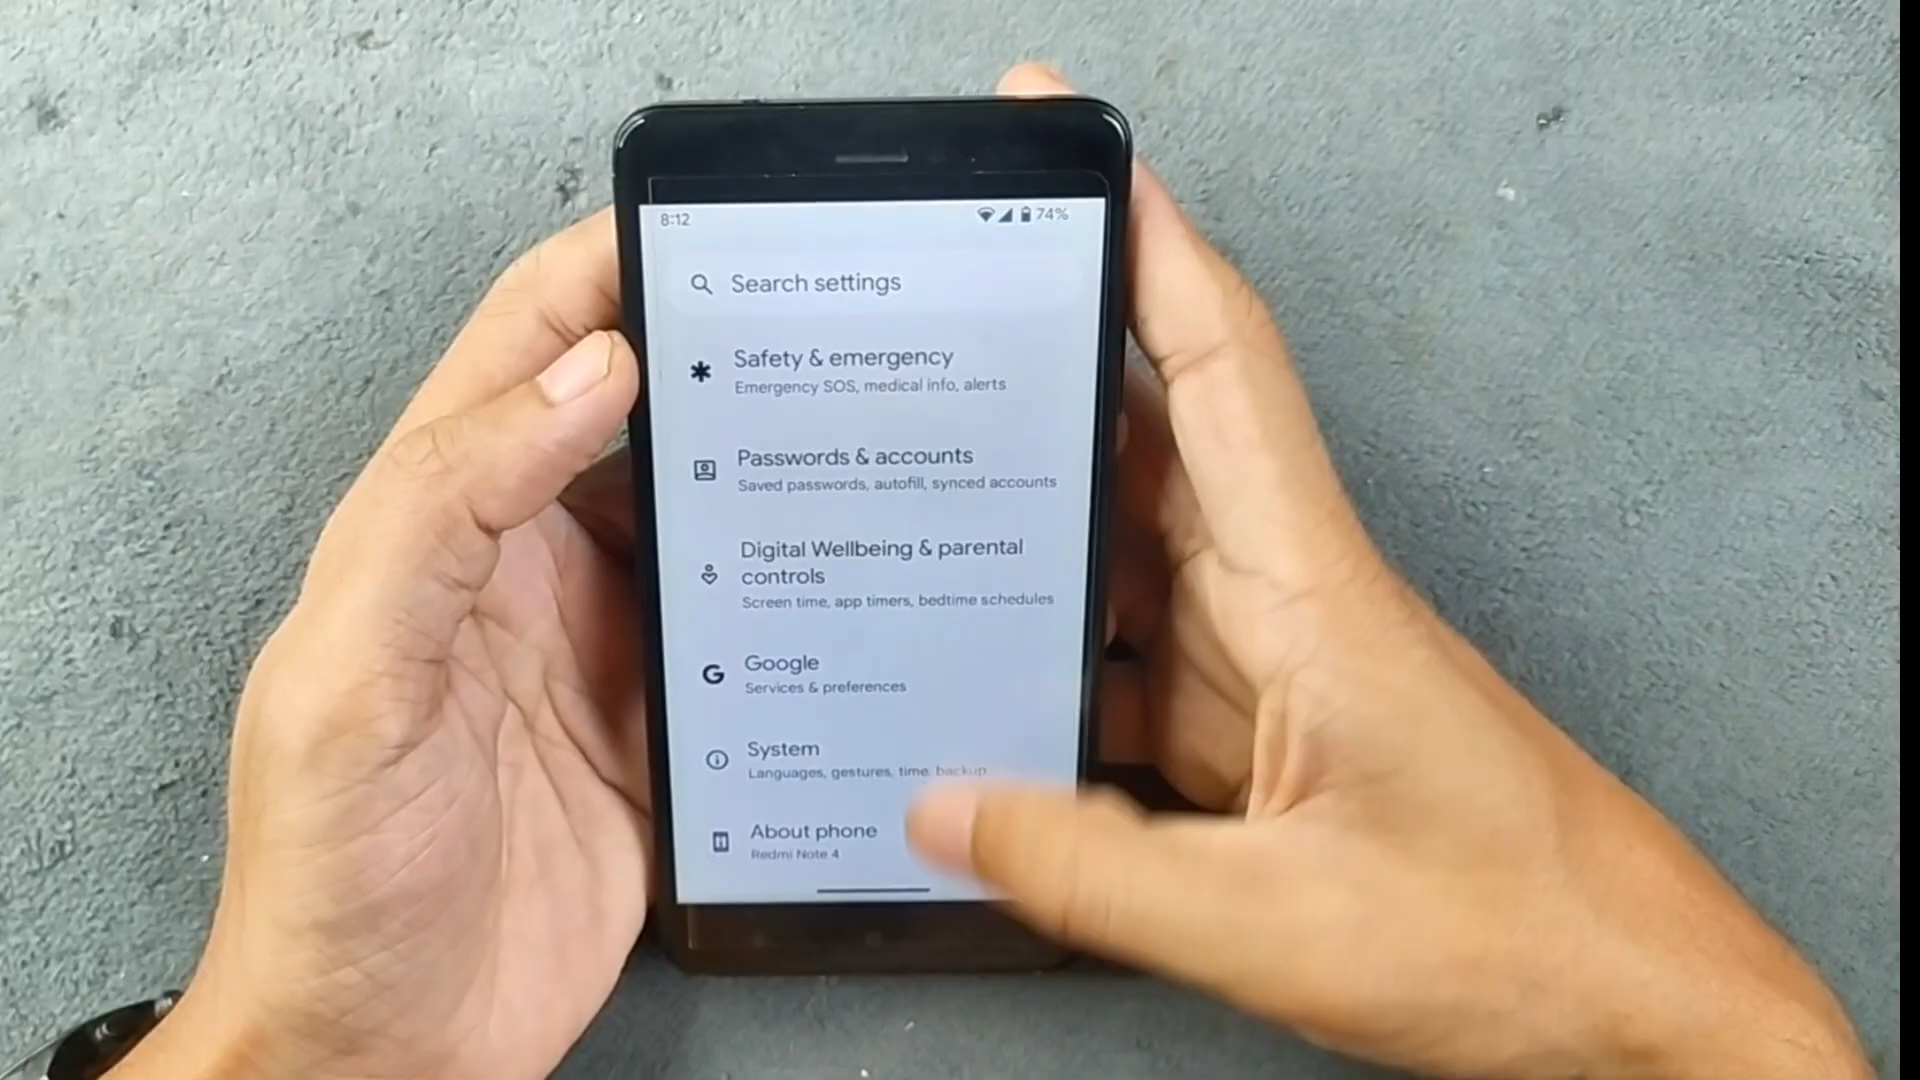 8:12
74%
Search settings
Safety & emergency
Emergency SOS, medical info, alerts
Passwords & accounts
Saved passwords, autofill, synced accounts
Digital Wellbeing & parental
controls
Screen time, app timers, bedtime schedules
Google
Services & preferences
System
Languages, gestures, time, backup
About phone
Redmi Note 4